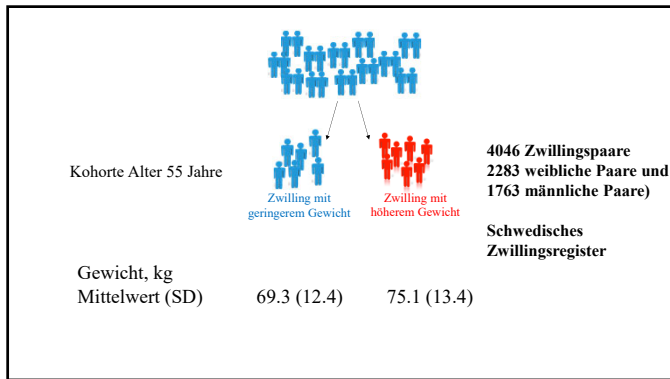 Kohorte Alter 55 Jahre
Zwilling mit
geringerem Gewicht
Zwilling mit
höherem Gewicht
4046 Zwillingspaare
2283 weibliche Paare und
1763 männliche Paare)
Schwedisches
Zwillingsregister
Gewicht, kg
Mittelwert (SD) 69.3 (12.4) 75.1 (13.4)